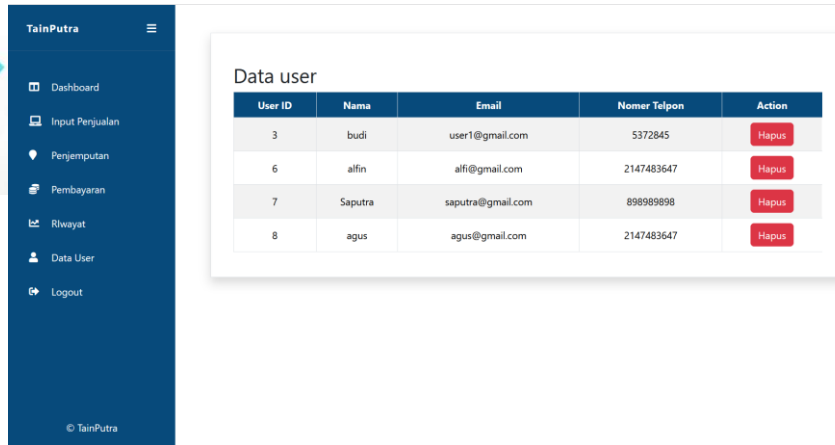 TainPutra
Dashboard
Input Penjualan
Penjemputan
Pembayaran
RIwayat
Data User
Logout
© TainPutra
Data user
User ID Nama Email Nomer Telpon Action
3 budi user1@gmail.com 5372845 Hapus
6 alfin alfi@gmail.com 2147483647 Hapus
7 Saputra saputra@gmail.com 898989898 Hapus
8 agus agus@gmail.com 2147483647 Hapus